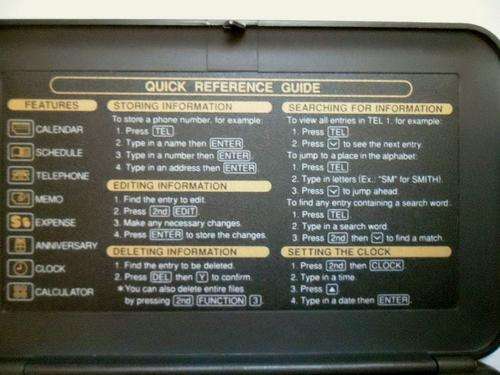 QUICK REFERENCE GUIDE
FEATURES
CALENDAR
SCHEDULE
TELEPHONE
MEMO
EXPENSE
ANNIVERSARY
CLOCK
CALCULATOR
STORING INFORMATION
To store a phone number, for example:
1. Press TEL
2. Type in a name then ENTER
3. Type in a number then ENTER
4. Type in an address then ENTER
EDITING INFORMATION
1. Find the entry to edit.
2. Press 2nd EDIT
3. Make any necessary changes.
4. Press ENTER to store the changes.
DELETING INFORMATION
1. Find the entry to be deleted.
2. Press DEL then Y to confirm.
*You can also delete entire files
by pressing 2nd FUNCTION 3.
SEARCHING FOR INFORMATION
To view all entries in TEL 1, for example:
1. Press TEL
2. Press to see the next entry.
To jump to a place in the alphabet:
1. Press TEL
2. Type in letters (Ex.: "SM" for SMITH).
3. Press to jump ahead.
To find any entry containing a search word:
1. Press TEL
2. Type in a search word.
3. Press 2nd then to find a match.
SETTING THE CLOCK
1. Press 2nd then CLOCK
2. Type in a time.
3. Press ▲
4. Type in a date then ENTER.